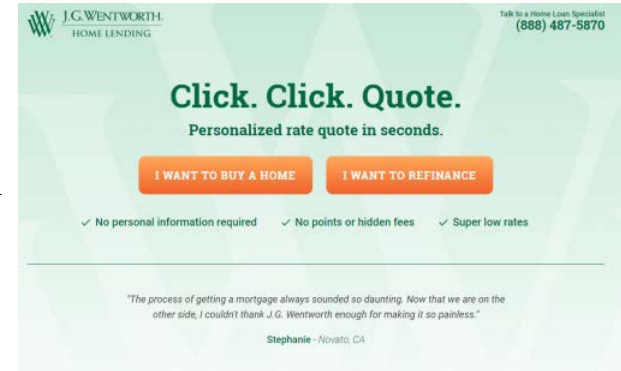 J.G.WENTWORTH.
HOME LENDING
Talk to a Home Loan Specialist
(888) 487-5870
Click. Click. Quote.
Personalized rate quote in seconds.
I WANT TO BUY A HOME
I WANT TO REFINANCE
✓ No personal information required ✓ No points or hidden fees ✓ Super low rates
"The process of getting a mortgage always sounded so daunting. Now that we are on the
other side, I couldn't thank J.G. Wentworth enough for making it so painless."
Stephanie - Novato, CA